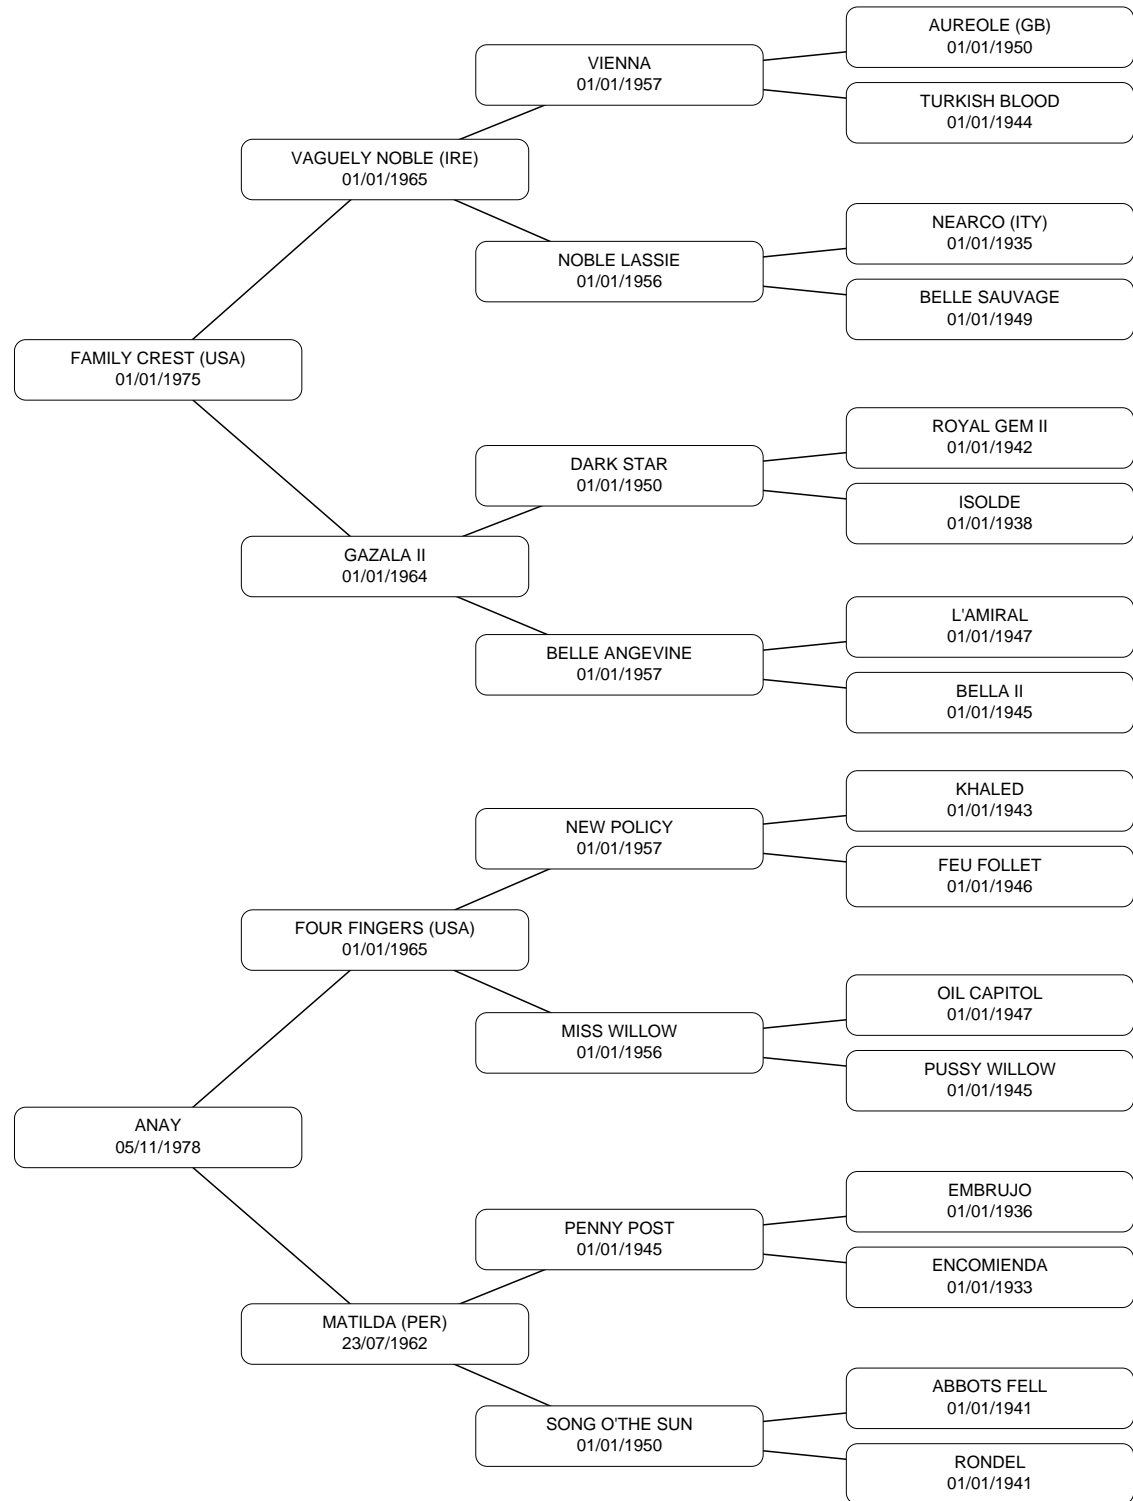 AUREOLE (GB)
01/01/1950
VIENNA
01/01/1957
TURKISH BLOOD
01/01/1944
VAGUELY NOBLE (IRE)
01/01/1965
NEARCO (ITY)
01/01/1935
NOBLE LASSIE
01/01/1956
BELLE SAUVAGE
01/01/1949
FAMILY CREST (USA)
01/01/1975
ROYAL GEM II
01/01/1942
DARK STAR
01/01/1950
ISOLDE
01/01/1938
GAZALA II
01/01/1964
L'AMIRAL
01/01/1947
BELLE ANGEVINE
01/01/1957
BELLA II
01/01/1945
KHALED
01/01/1943
NEW POLICY
01/01/1957
FEU FOLLET
01/01/1946
FOUR FINGERS (USA)
01/01/1965
OIL CAPITOL
01/01/1947
MISS WILLOW
01/01/1956
PUSSY WILLOW
01/01/1945
ANAY
05/11/1978
EMBRUJO
01/01/1936
PENNY POST
01/01/1945
ENCOMIENDA
01/01/1933
MATILDA (PER)
23/07/1962
ABBOTS FELL
01/01/1941
SONG O'THE SUN
01/01/1950
RONDEL
01/01/1941